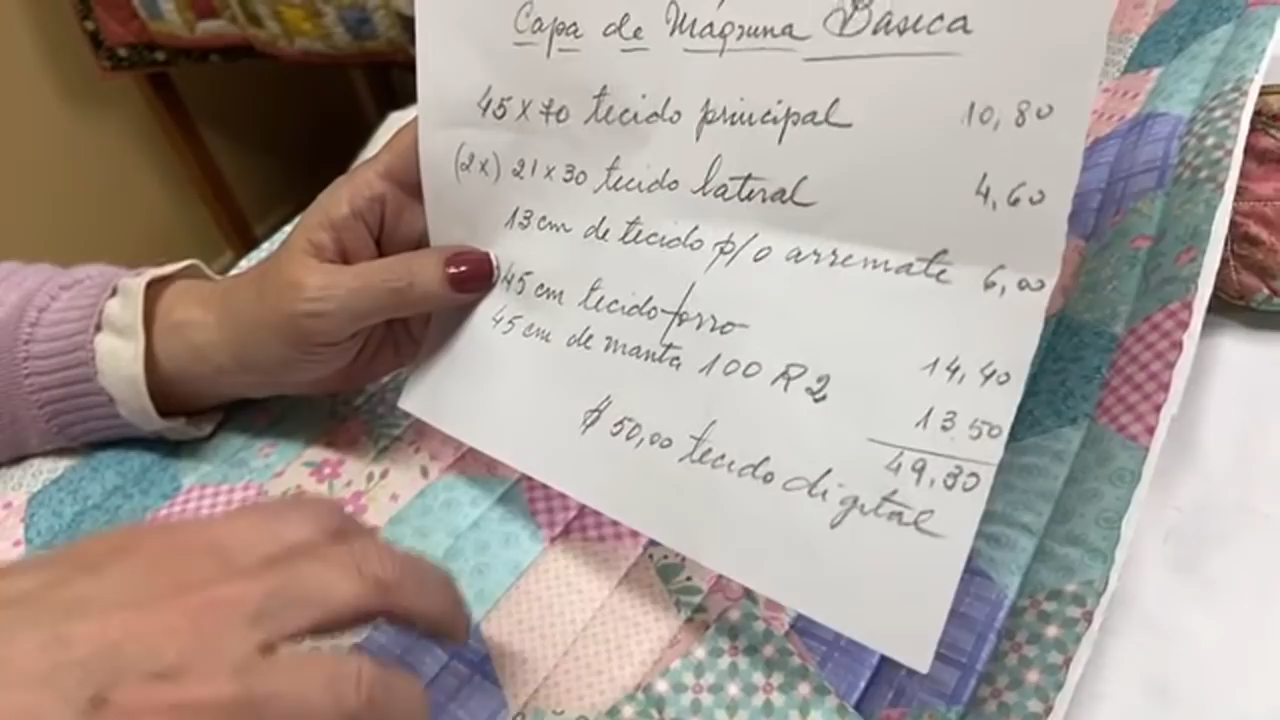 Capa de Máquina Básica
45 x 70 tecido principal 10,80
(2x) 21 x 30 tecido lateral 4,60
13 cm de tecido p/ o arremate 6,00
45 cm tecido forro 14,40
45 cm de manta 100 R2 13.50
49,30
$ 50,00 tecido digital